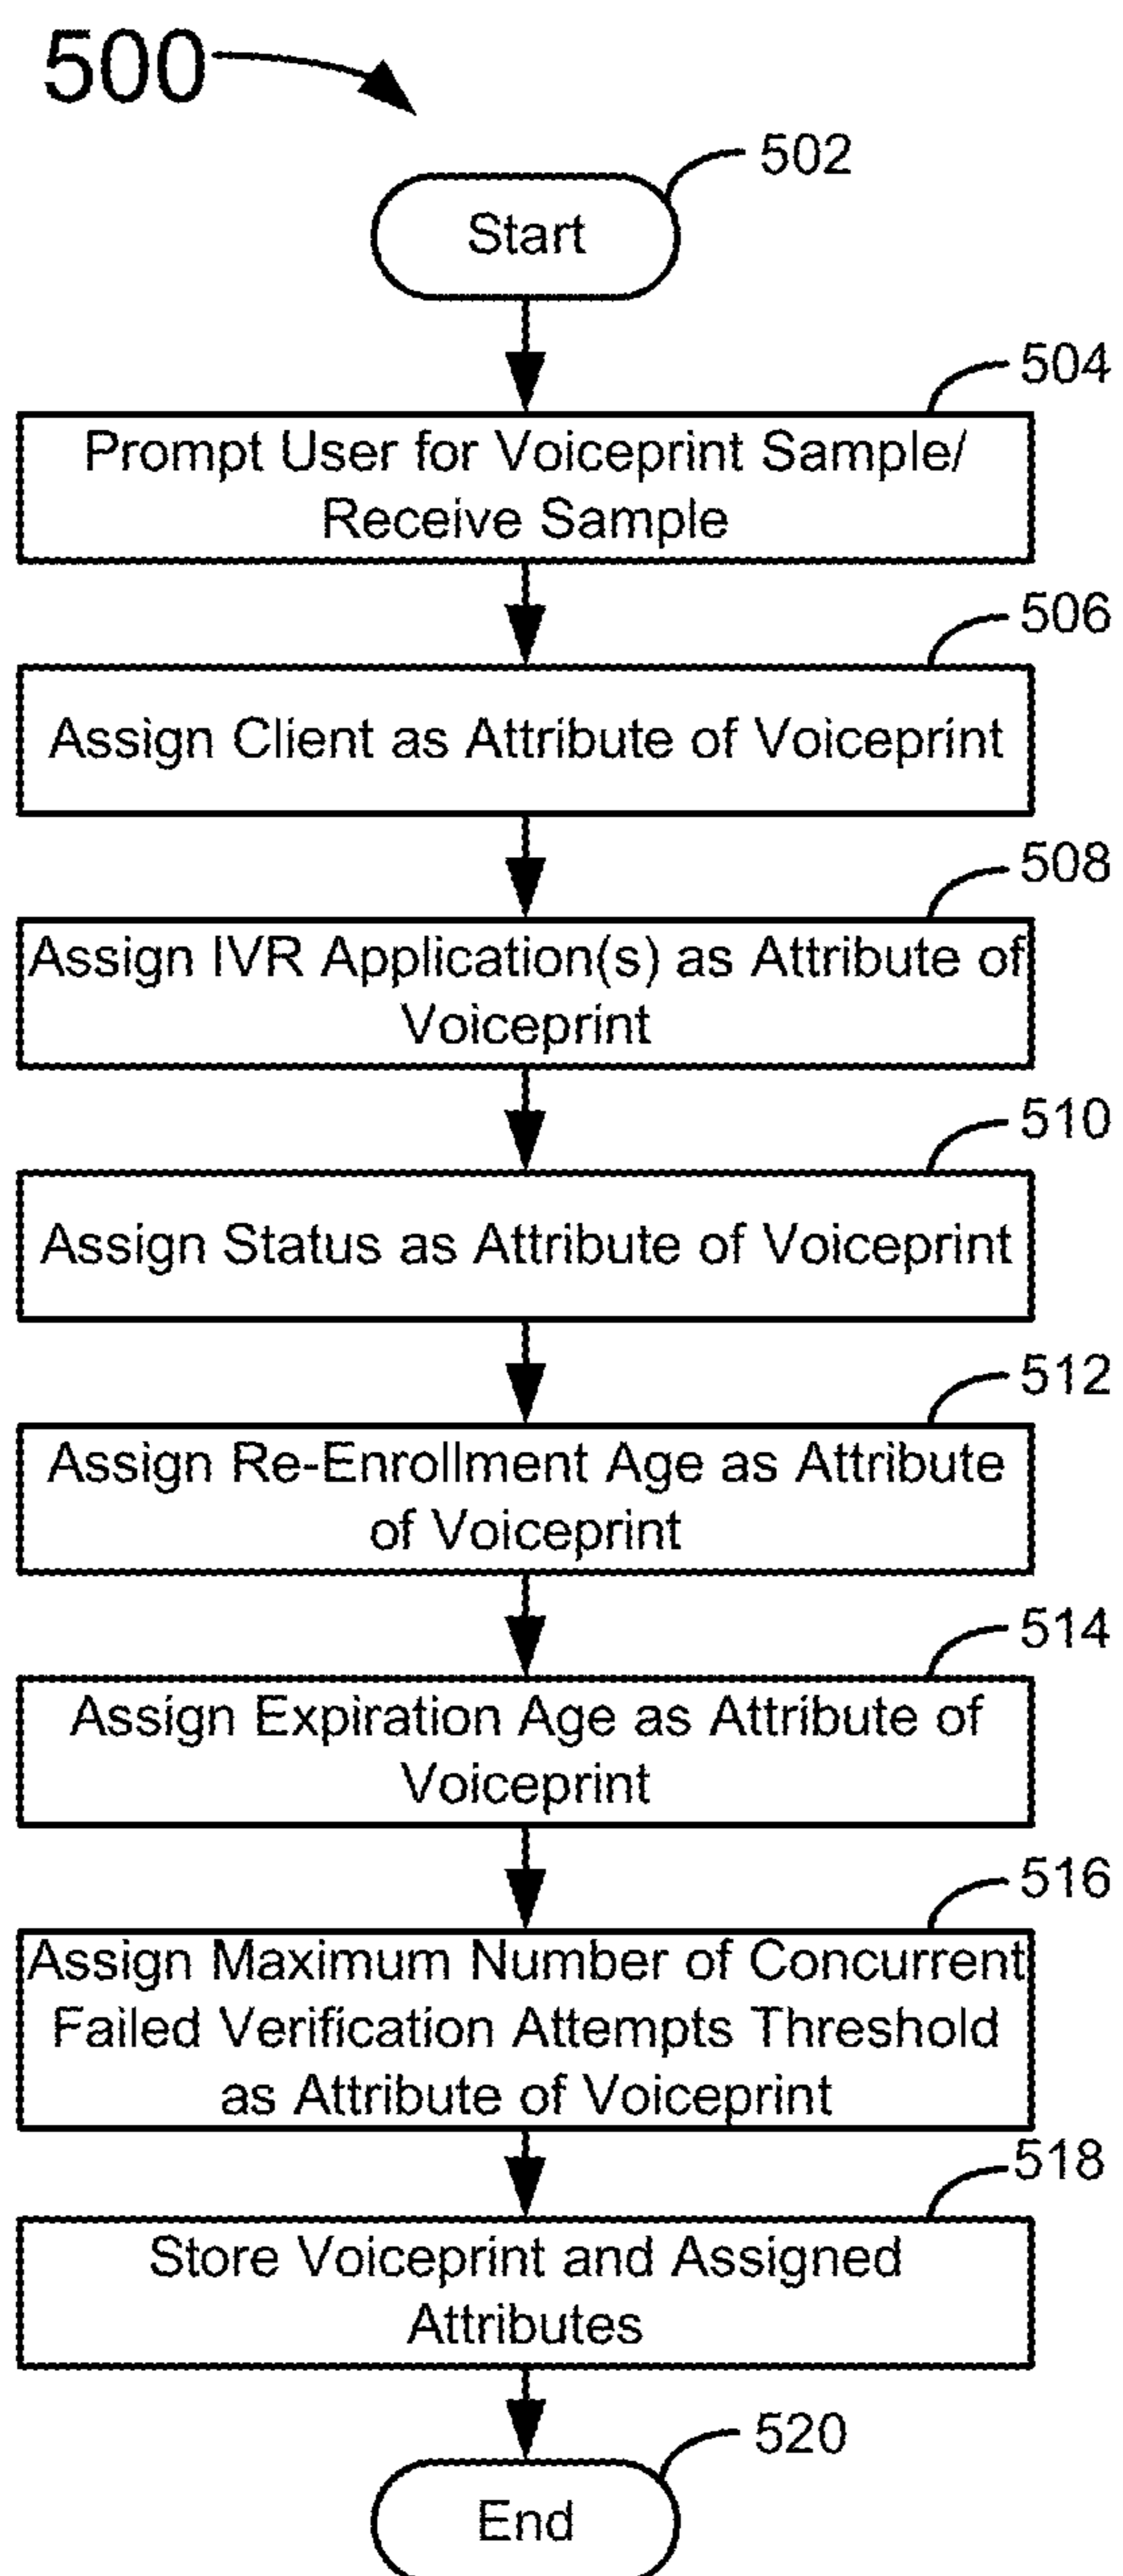 500
502
Start
504
Prompt User for Voiceprint Sample/
Receive Sample
506
Assign Client as Attribute of Voiceprint
508
Assign IVR Application(s) as Attribute of
Voiceprint
510
Assign Status as Attribute of Voiceprint
512
Assign Re-Enrollment Age as Attribute
of Voiceprint
514
Assign Expiration Age as Attribute of
Voiceprint
516
Assign Maximum Number of Concurrent
Failed Verification Attempts Threshold
as Attribute of Voiceprint
518
Store Voiceprint and Assigned
Attributes
520
End